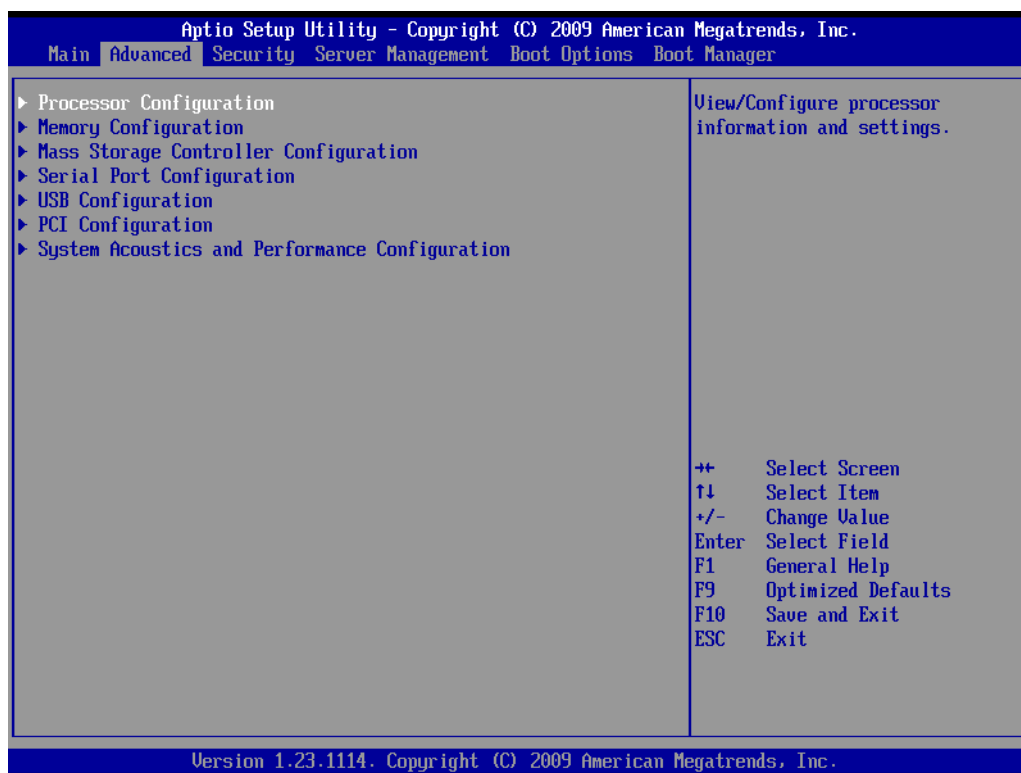 Aptio Setup Utility - Copyright (C) 2009 American Megatrends, Inc.
Main Advanced Security Server Management Boot Options Boot Manager
Processor Configuration
Memory Configuration
Mass Storage Controller Configuration
Serial Port Configuration
USB Configuration
PCI Configuration
System Acoustics and Performance Configuration
View/Configure processor
information and settings.
→← Select Screen
↑↓ Select Item
+/- Change Value
Enter Select Field
F1 General Help
F9 Optimized Defaults
F10 Save and Exit
ESC Exit
Version 1.23.1114. Copyright (C) 2009 American Megatrends, Inc.